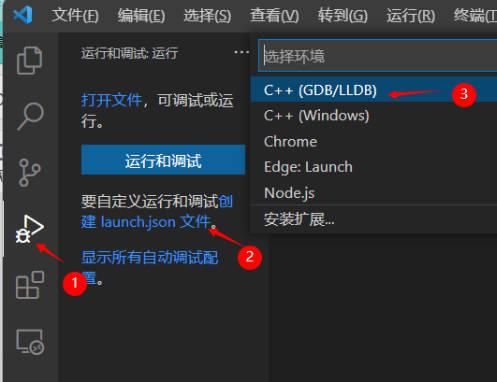 文件(F) 编辑(E) 选择(S) 查看(V) 转到(G) 运行(R) 终端(T
运行和调试: 运行 ...
选择环境
C++ (GDB/LLDB)
3
C++ (Windows)
Chrome
Edge: Launch
Node.js
安装扩展...
打开文件，可调试或运
行。
运行和调试
要自定义运行和调试创
建 launch.json 文件。
2
显示所有自动调试配
置。
1